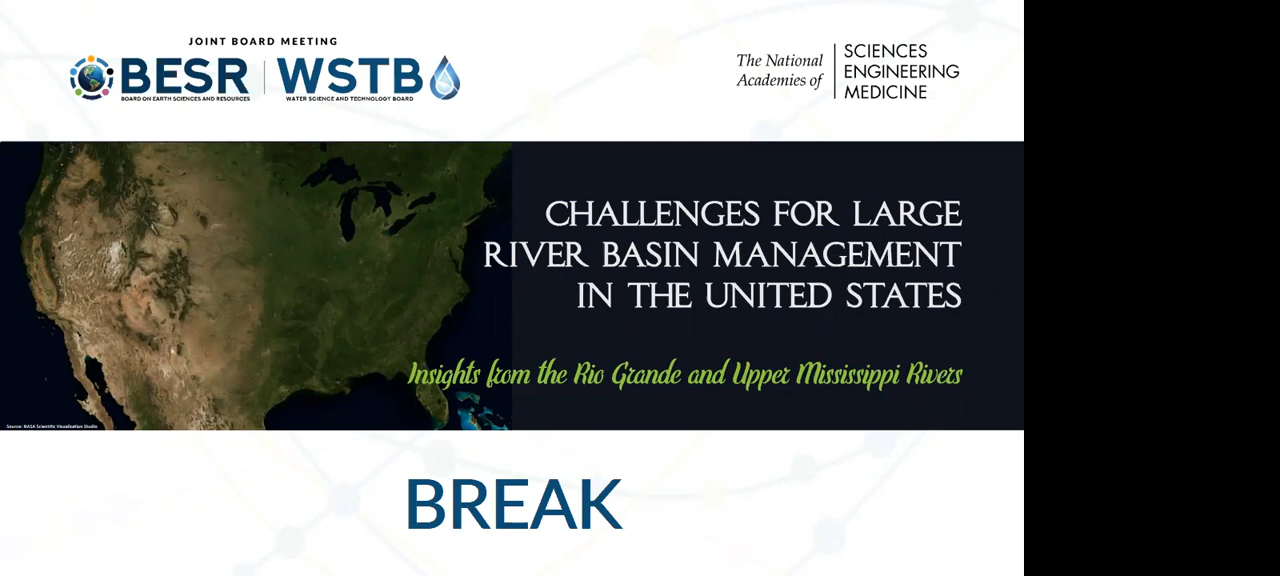 JOINT BOARD MEETING
BESR
BOARD ON EARTH SCIENCES AND RESOURCES
WSTB
WATER SCIENCE AND TECHNOLOGY BOARD
The National
Academies of
SCIENCES
ENGINEERING
MEDICINE
CHALLENGES FOR LARGE
RIVER BASIN MANAGEMENT
IN THE UNITED STATES
Insights from the Rio Grande and Upper Mississippi Rivers
Source: NASA Scientific Visualization Studio
BREAK